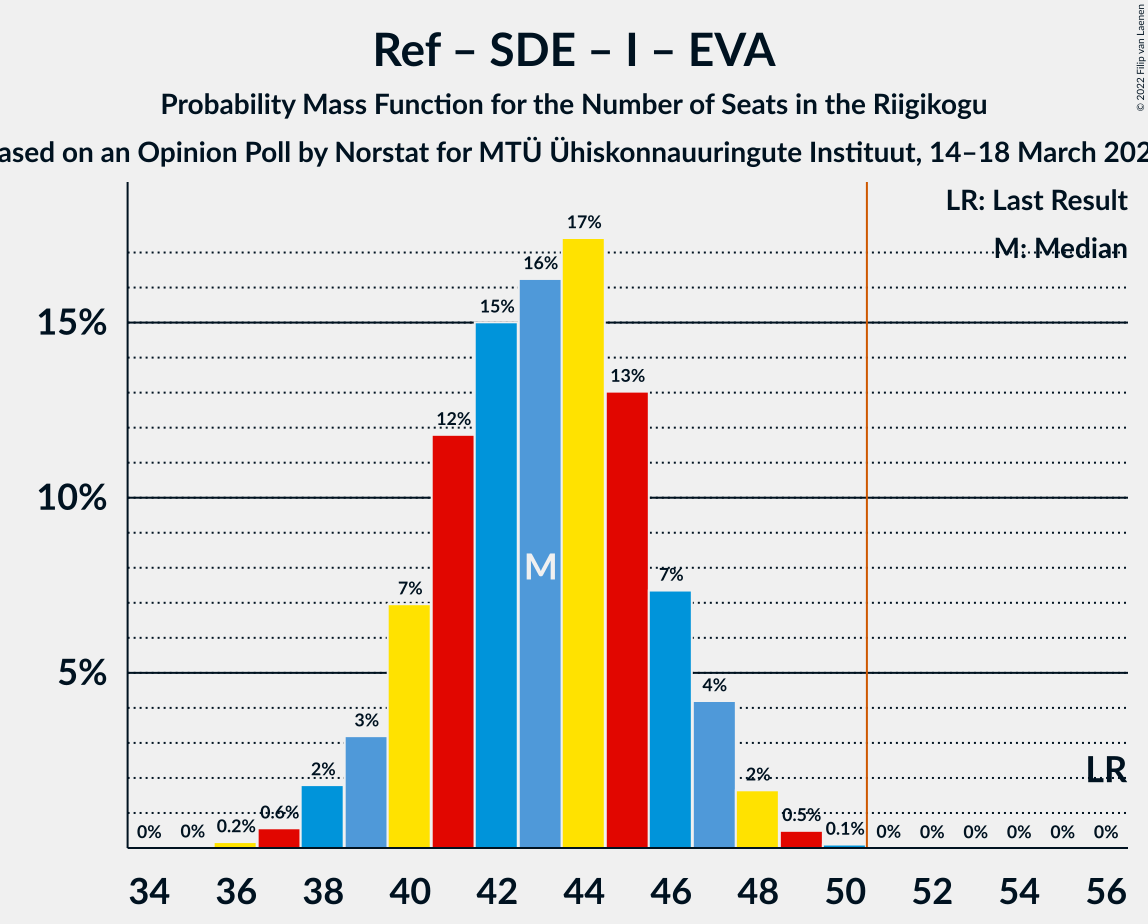 Ref – SDE – I – EVA
Probability Mass Function for the Number of Seats in the Riigikogu
ased on an Opinion Poll by Norstat for MTÜ Ühiskonnauuringute Instituut, 14–18 March 202
© 2022 Filip van Laenen
LR: Last Result
M: Median
15%
10%
5%
0% 0% 0.2% 0.6% 2% 3% 7% 12% 15% 16% 17% 13% 7% 4% 2% 0.5% 0.1% 0% 0% 0% 0% 0% 0%
M
LR
34 36 38 40 42 44 46 48 50 52 54 56